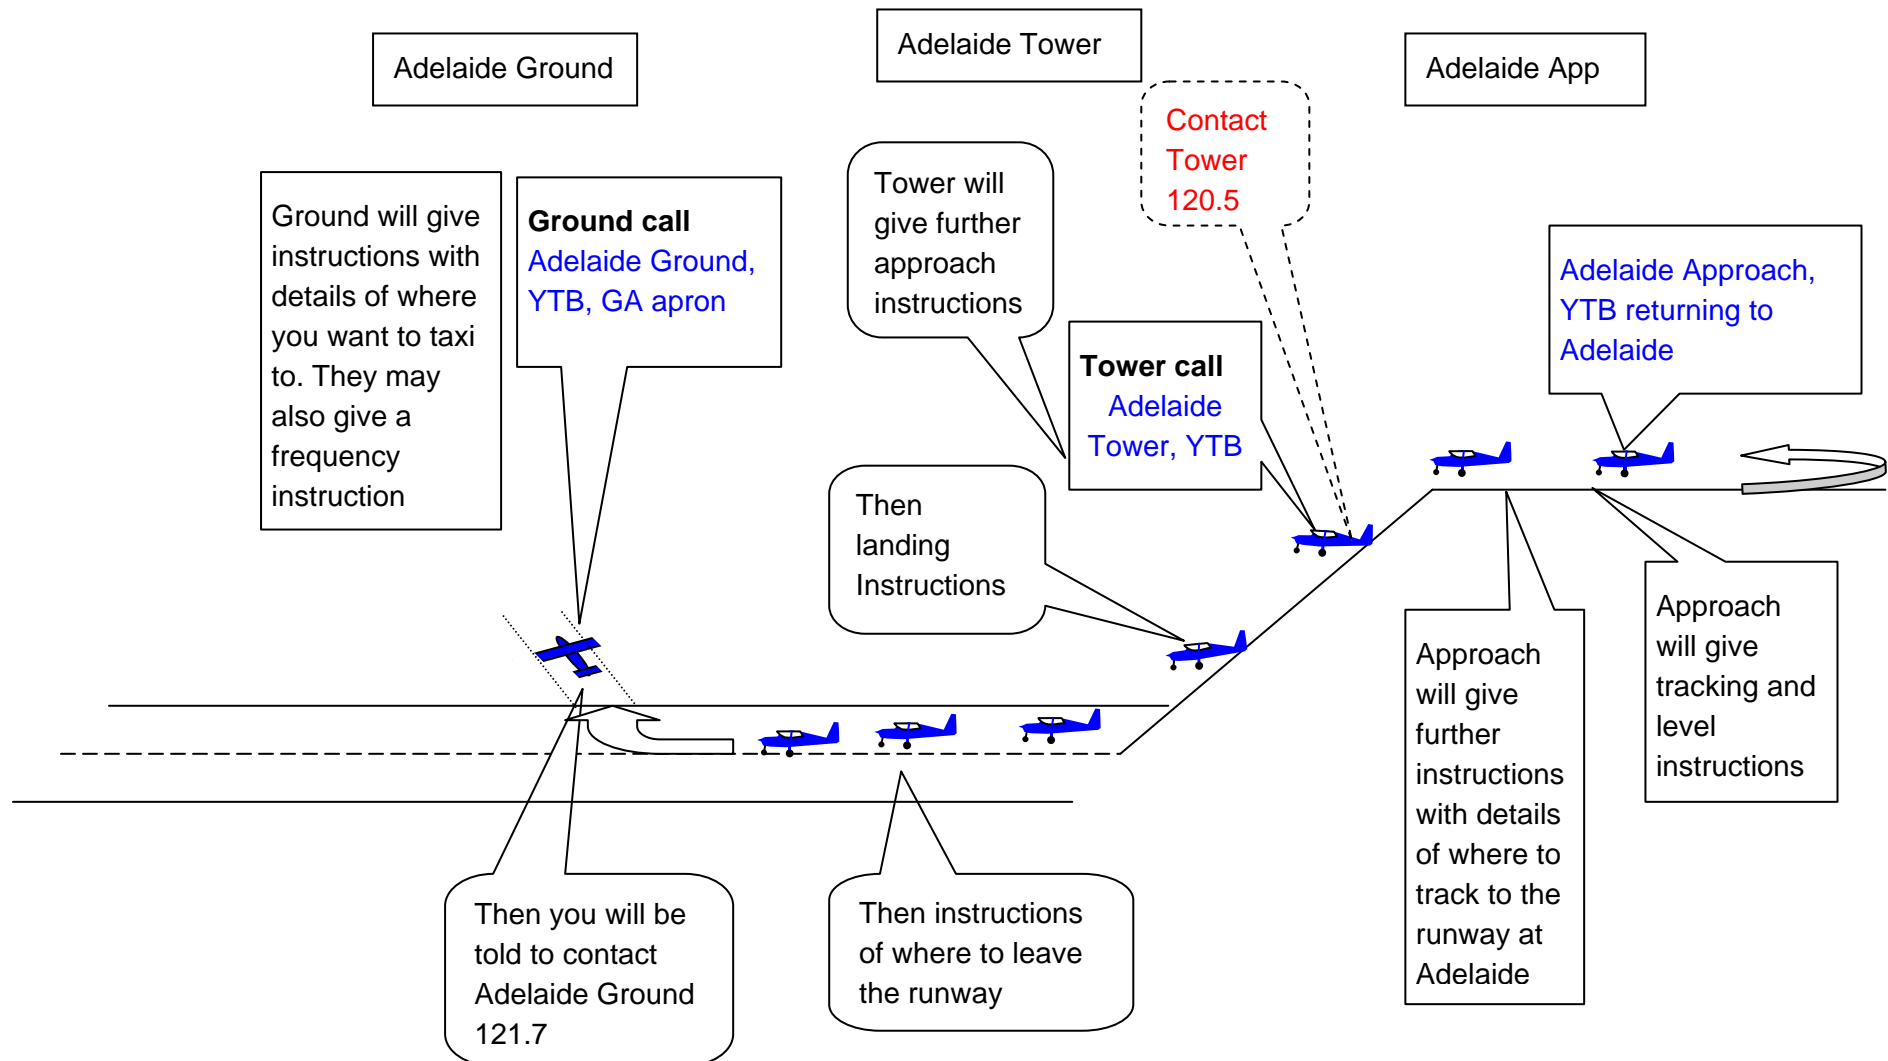 Adelaide Ground
Adelaide Tower
Adelaide App
Ground will give
instructions with
details of where
you want to taxi
to. They may
also give a
frequency
instruction
Ground call
Adelaide Ground,
YTB, GA apron
Tower will
give further
approach
instructions
Contact
Tower
120.5
Tower call
Adelaide
Tower, YTB
Adelaide Approach,
YTB returning to
Adelaide
Then
landing
Instructions
Approach
will give
further
instructions
with details
of where to
track to the
runway at
Adelaide
Approach
will give
tracking and
level
instructions
Then you will be
told to contact
Adelaide Ground
121.7
Then instructions
of where to leave
the runway